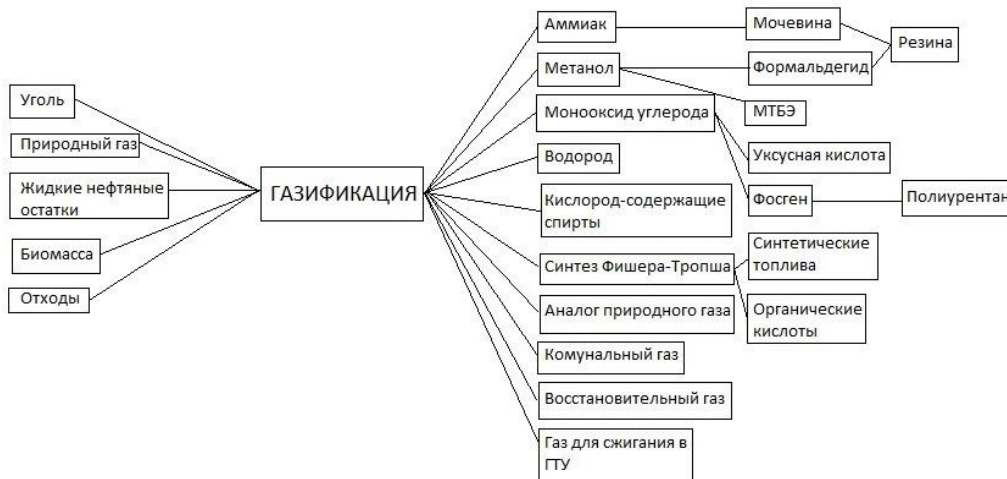 Уголь
Природный газ
Жидкие нефтяные
остатки
Биомасса
Отходы
ГАЗИФИКАЦИЯ
Аммиак
Метанол
Монооксид углерода
Водород
Кислород-содержащие
спирты
Синтез Фишера-Тропша
Аналог природного газа
Комунальный газ
Восстановительный газ
Газ для сжигания в
ГТУ
Мочевина
Формальдегид
МТБЭ
Уксусная кислота
Фосген
Синтетические
топлива
Органические
кислоты
Резина
Полиурентан